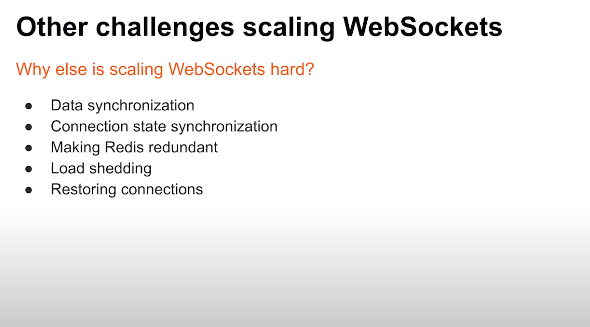 Other challenges scaling WebSockets
Why else is scaling WebSockets hard?
● Data synchronization
● Connection state synchronization
● Making Redis redundant
● Load shedding
● Restoring connections